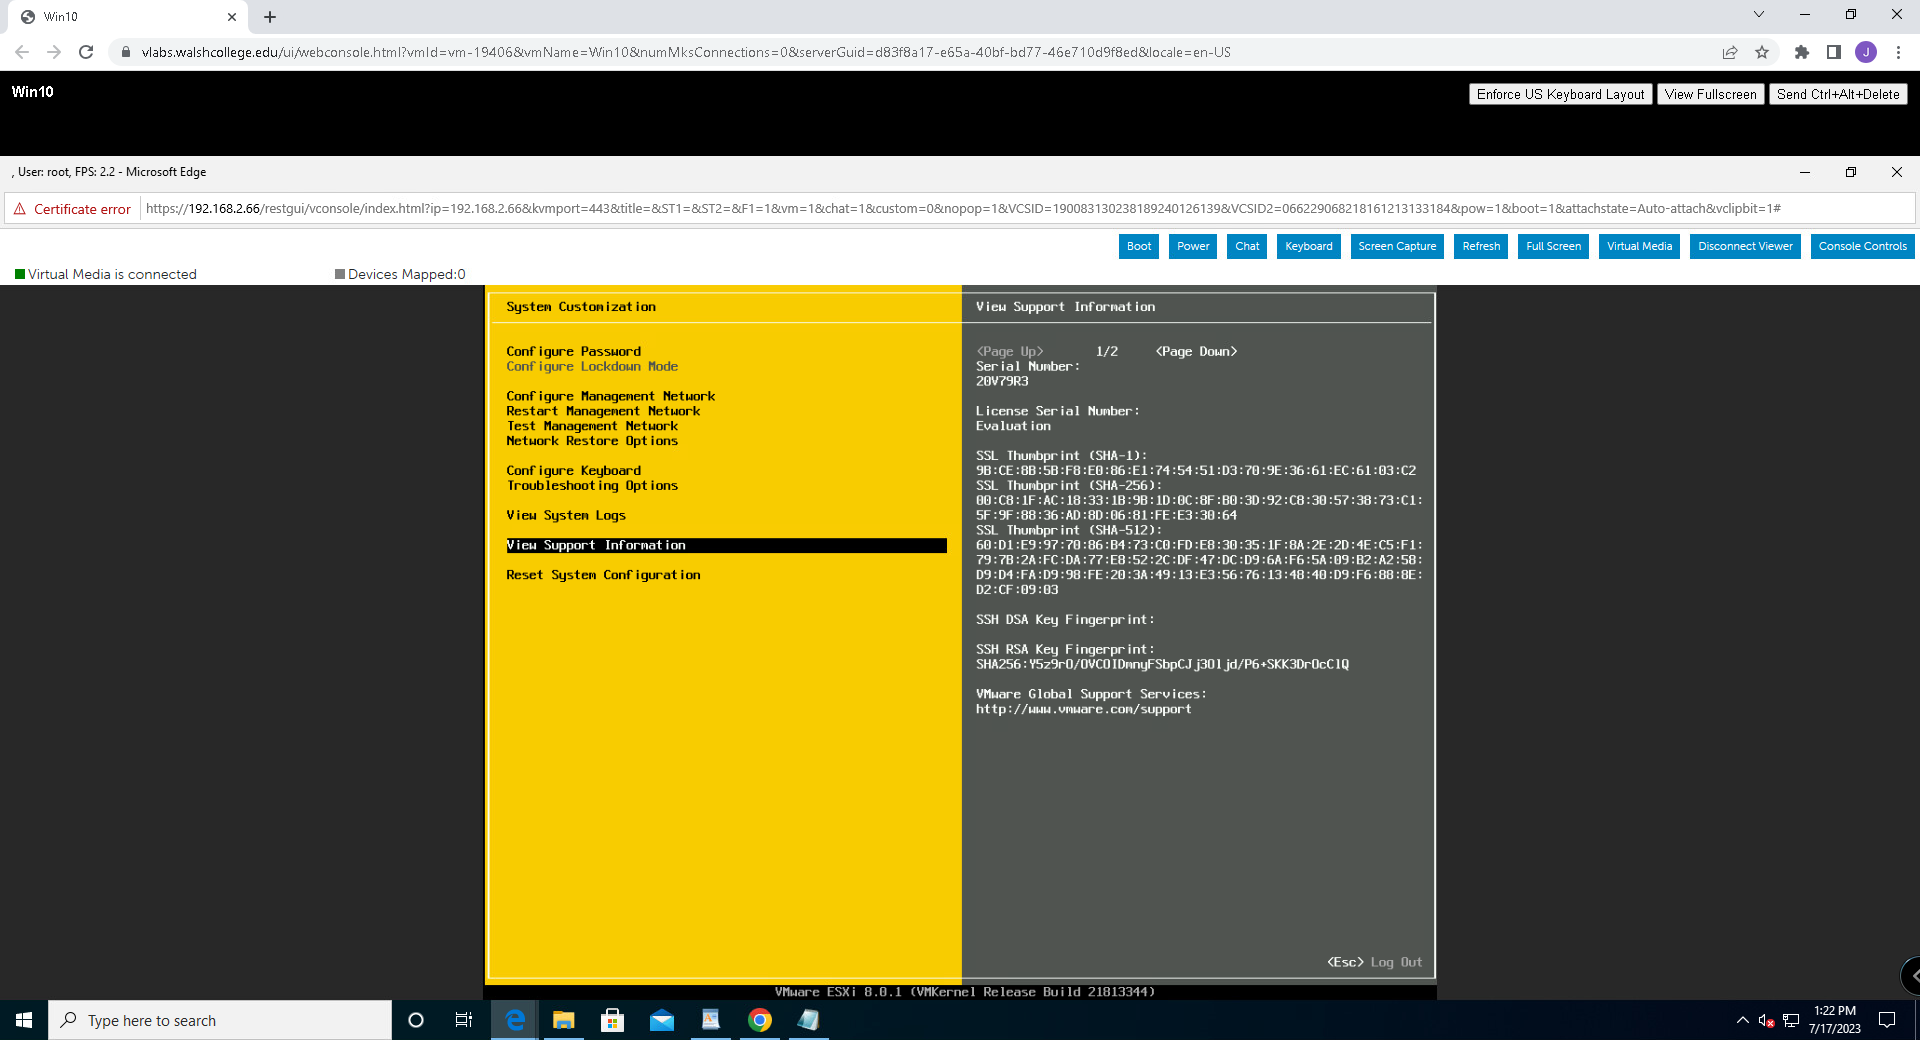 Win10
vlabs.walshcollege.edu/ui/webconsole.html?vmId=vm-19406&vmName=Win10&numMksConnections=0&serverGuid=d83f8a17-e65a-40bf-bd77-46e710d9f8ed&locale=en-US
J
Win10
Enforce US Keyboard Layout
View Fullscreen
Send Ctrl+Alt+Delete
, User: root, FPS: 2.2 - Microsoft Edge
Certificate error
https://192.168.2.66/restgui/vconsole/index.html?ip=192.168.2.66&kvmport=443&title=&ST1=&ST2=&F1=1&vm=1&chat=1&custom=0&nopop=1&VCSID=190083130238189240126139&VCSID2=066229068218161213133184&pow=1&boot=1&attachstate=Auto-attach&vclipbit=1#
Boot
Power
Chat
Keyboard
Screen Capture
Refresh
Full Screen
Virtual Media
Disconnect Viewer
Console Controls
Virtual Media is connected
Devices Mapped:0
System Customization
Configure Password
Configure Lockdown Mode
Configure Management Network
Restart Management Network
Test Management Network
Network Restore Options
Configure Keyboard
Troubleshooting Options
View System Logs
View Support Information
Reset System Configuration
View Support Information
<Page Up> 1/2 <Page Down>
Serial Number:
20V79R3
License Serial Number:
Evaluation
SSL Thumbprint (SHA-1):
9B:CE:8B:5B:F8:E0:86:E1:74:54:51:D3:70:9E:36:61:EC:61:03:C2
SSL Thumbprint (SHA-256):
00:C8:1F:AC:18:33:1B:9B:1D:0C:8F:B0:3D:92:C8:30:57:38:73:C1:
5F:9F:88:36:AD:8D:06:81:FE:E3:30:64
SSL Thumbprint (SHA-512):
60:D1:E9:97:70:86:B4:73:C0:FD:E8:30:35:1F:8A:2E:2D:4E:C5:F1:
79:7B:2A:FC:DA:77:E8:52:2C:DF:47:DC:D9:6A:F6:5A:09:B2:A2:58:
D9:D4:FA:D9:98:FE:20:3A:49:13:E3:56:76:13:48:40:D9:F6:88:8E:
D2:CF:09:03
SSH DSA Key Fingerprint:
SSH RSA Key Fingerprint:
SHA256:Y5z9rO/OVCOIDmnyFSbpCJj3Oljd/P6+SKK3DrOcClQ
VMware Global Support Services:
http://www.vmware.com/support
<Esc> Log Out
VMware ESXi 8.0.1 (VMKernel Release Build 21813344)
Type here to search
1:22 PM
7/17/2023